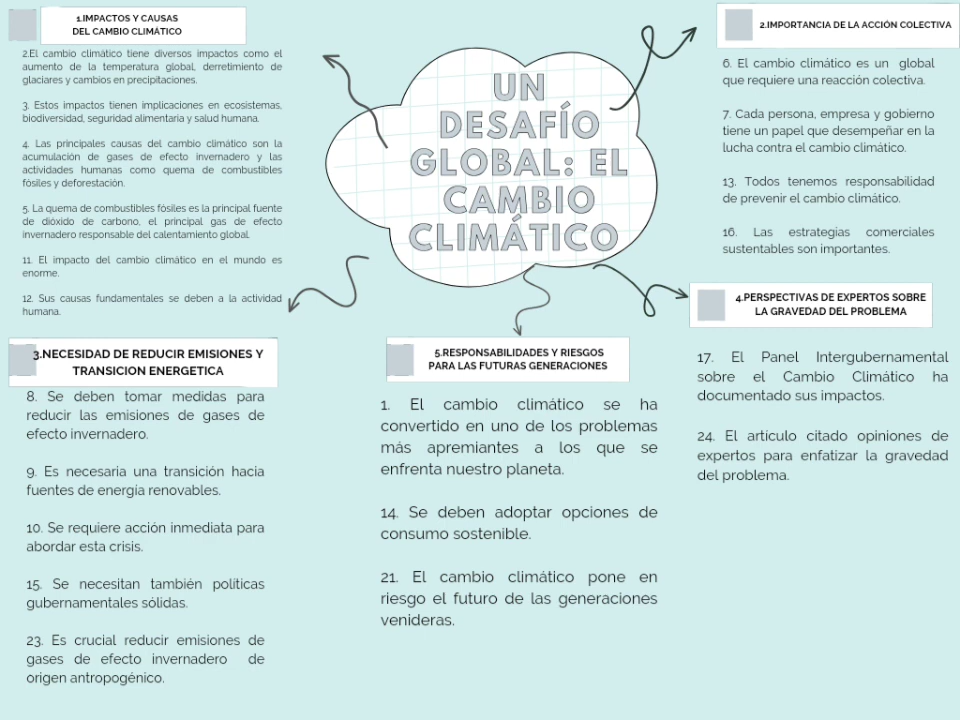 UN
DESAFÍO
GLOBAL: EL
CAMBIO
CLIMÁTICO
1.IMPACTOS Y CAUSAS
DEL CAMBIO CLIMÁTICO
2.El cambio climático tiene diversos impactos como el
aumento de la temperatura global, derretimiento de
glaciares y cambios en precipitaciones.
3. Estos impactos tienen implicaciones en ecosistemas,
biodiversidad, seguridad alimentaria y salud humana.
4. Las principales causas del cambio climático son la
acumulación de gases de efecto invernadero y las
actividades humanas como quema de combustibles
fósiles y deforestación.
5. La quema de combustibles fósiles es la principal fuente
de dióxido de carbono, el principal gas de efecto
invernadero responsable del calentamiento global.
11. El impacto del cambio climático en el mundo es
enorme.
12. Sus causas fundamentales se deben a la actividad
humana.
2.IMPORTANCIA DE LA ACCIÓN COLECTIVA
6. El cambio climático es un global
que requiere una reacción colectiva.
7. Cada persona, empresa y gobierno
tiene un papel que desempeñar en la
lucha contra el cambio climático.
13. Todos tenemos responsabilidad
de prevenir el cambio climático.
16. Las estrategias comerciales
sustentables son importantes.
3.NECESIDAD DE REDUCIR EMISIONES Y
TRANSICION ENERGETICA
8. Se deben tomar medidas para
reducir las emisiones de gases de
efecto invernadero.
9. Es necesaria una transición hacia
fuentes de energía renovables.
10. Se requiere acción inmediata para
abordar esta crisis.
15. Se necesitan también políticas
gubernamentales sólidas.
23. Es crucial reducir emisiones de
gases de efecto invernadero de
origen antropogénico.
5.RESPONSABILIDADES Y RIESGOS
PARA LAS FUTURAS GENERACIONES
1. El cambio climático se ha
convertido en uno de los problemas
más apremiantes a los que se
enfrenta nuestro planeta.
14. Se deben adoptar opciones de
consumo sostenible.
21. El cambio climático pone en
riesgo el futuro de las generaciones
venideras.
4.PERSPECTIVAS DE EXPERTOS SOBRE
LA GRAVEDAD DEL PROBLEMA
17. El Panel Intergubernamental
sobre el Cambio Climático ha
documentado sus impactos.
24. El artículo citado opiniones de
expertos para enfatizar la gravedad
del problema.